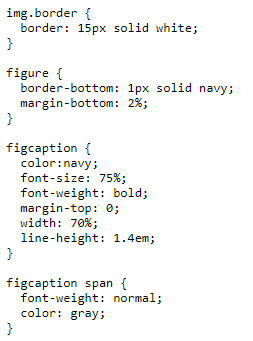 img.border {
  border: 15px solid white;
}

figure {
  border-bottom: 1px solid navy;
  margin-bottom: 2%;
}

figcaption {
  color:navy;
  font-size: 75%;
  font-weight: bold;
  margin-top: 0;
  width: 70%;
  line-height: 1.4em;
}

figcaption span {
  font-weight: normal;
  color: gray;
}